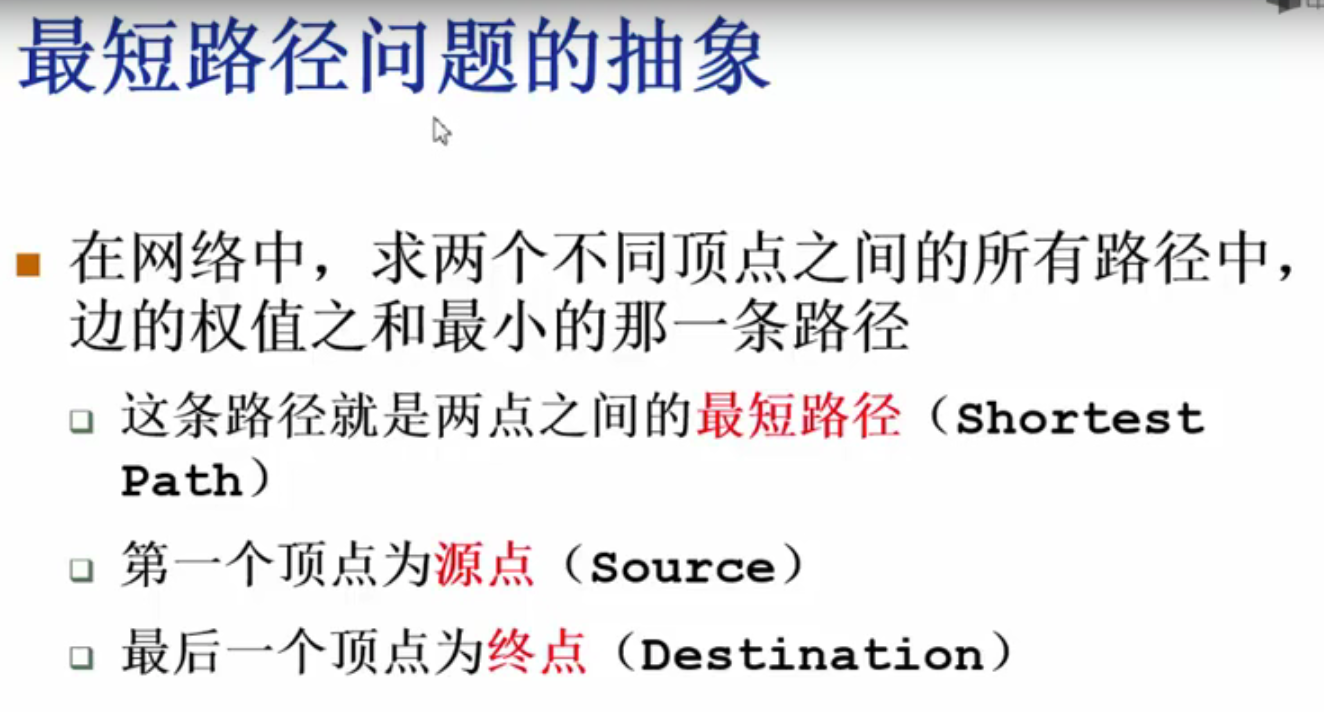 最短路径问题的抽象
在网络中，求两个不同顶点之间的所有路径中，
边的权值之和最小的那一条路径
这条路径就是两点之间的最短路径（Shortest
Path）
第一个顶点为源点（Source）
最后一个顶点为终点（Destination）